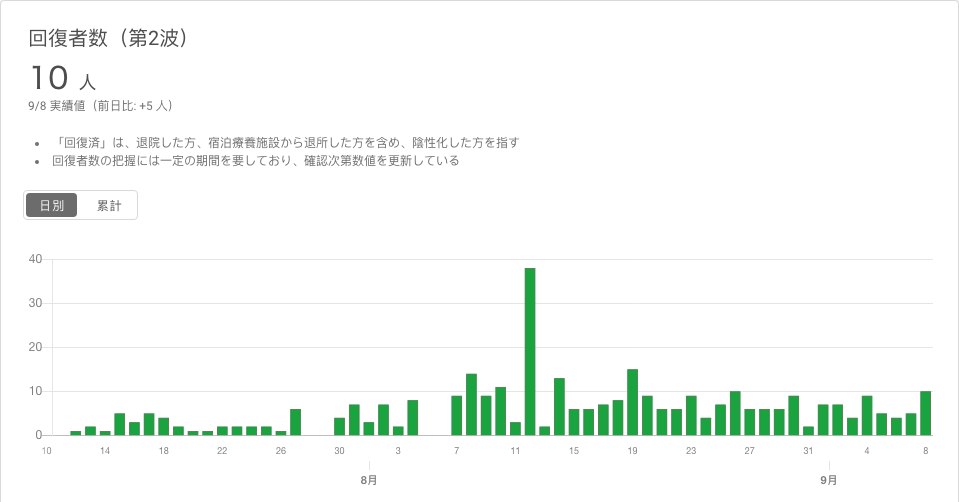 回復者数（第2波）
10 人
9/8 実績値（前日比: +5 人）
• 「回復済」は、退院した方、宿泊療養施設から退所した方を含め、陰性化した方を指す
• 回復者数の把握には一定の期間を要しており、確認次第数値を更新している
日別 累計
40
30
20
10
0
10 14 18 22 26 30 3 7 11 15 19 23 27 31 4 8
8月 9月